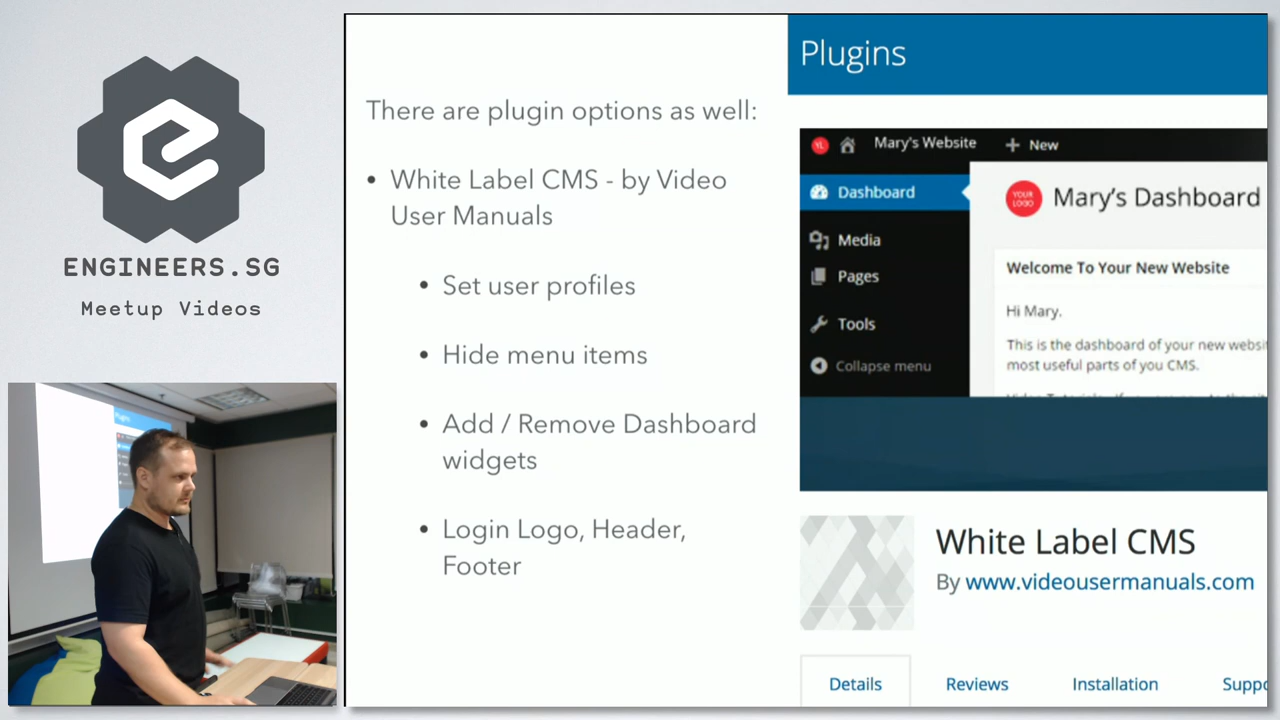 ENGINEERS.SG
Meetup Videos
There are plugin options as well:
• White Label CMS - by Video
User Manuals
• Set user profiles
• Hide menu items
• Add / Remove Dashboard
widgets
• Login Logo, Header,
Footer
Plugins
YL Mary's Website + New
Dashboard
Media
Pages
Tools
Collapse menu
YOUR
LOGO
Mary's Dashboard
Welcome To Your New Website
Hi Mary.
This is the dashboard of your new websi
most useful parts of you CMS.
White Label CMS
By www.videousermanuals.com
Details Reviews Installation Suppo
Plugins